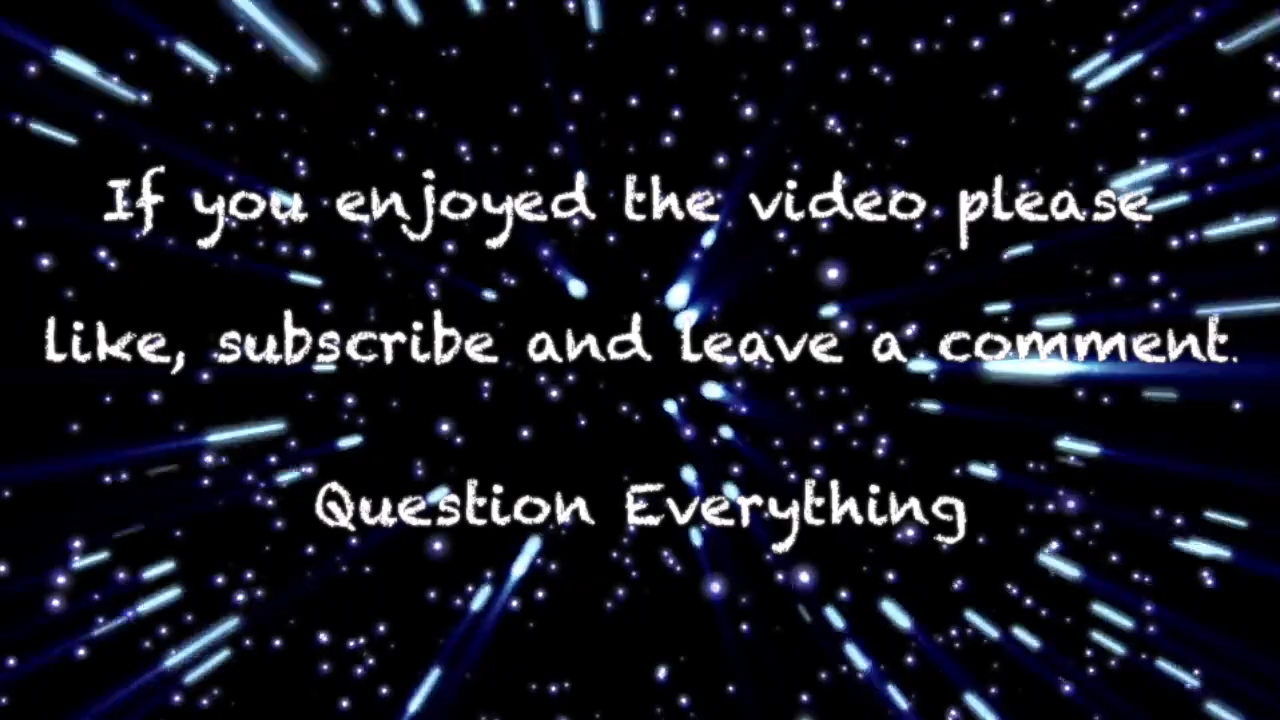 If you enjoyed the video please
like, subscribe and leave a comment.
Question Everything